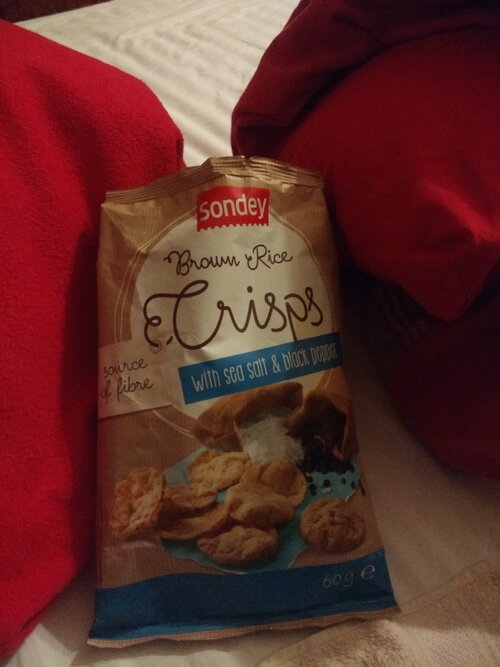 sondey
Brown Rice
Crisps
source
of fibre
with sea salt & black pepper
60g e